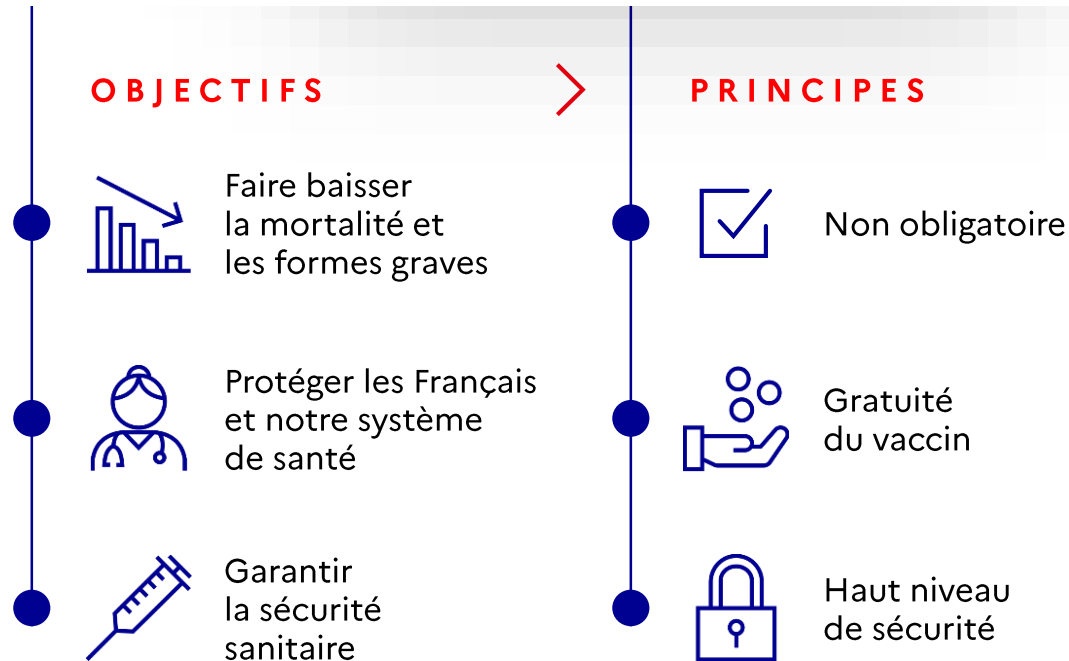 OBJECTIFS
Faire baisser
la mortalité et
les formes graves
Protéger les Français
et notre système
de santé
Garantir
la sécurité
sanitaire
PRINCIPES
Non obligatoire
Gratuité
du vaccin
Haut niveau
de sécurité